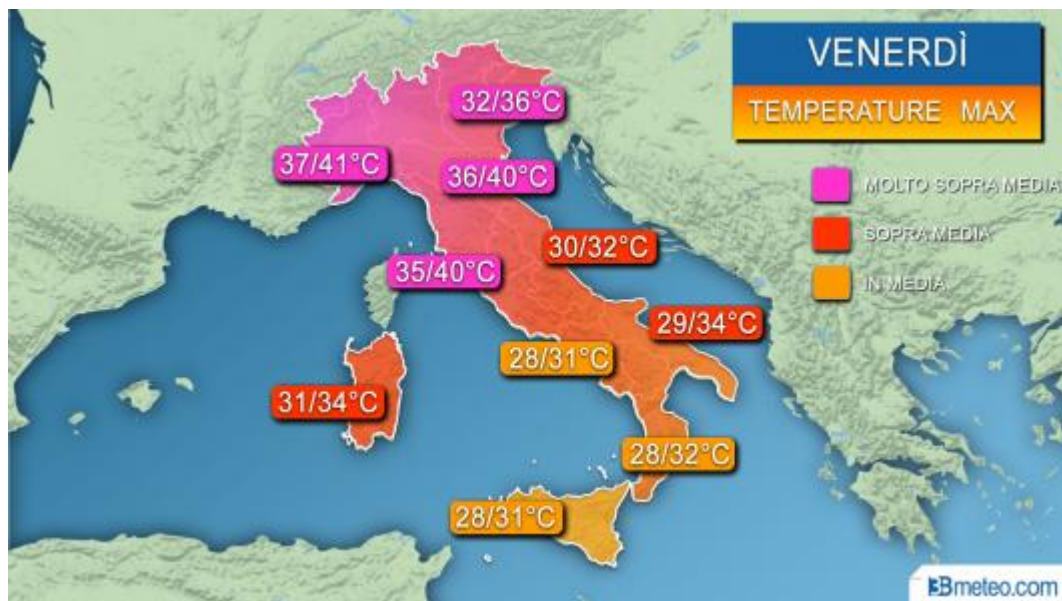 VENERDÌ
TEMPERATURE MAX
MOLTO SOPRA MEDIA
SOPRA MEDIA
IN MEDIA
32/36°C
37/41°C
36/40°C
30/32°C
35/40°C
29/34°C
28/31°C
31/34°C
28/32°C
28/31°C
3Bmeteo.com